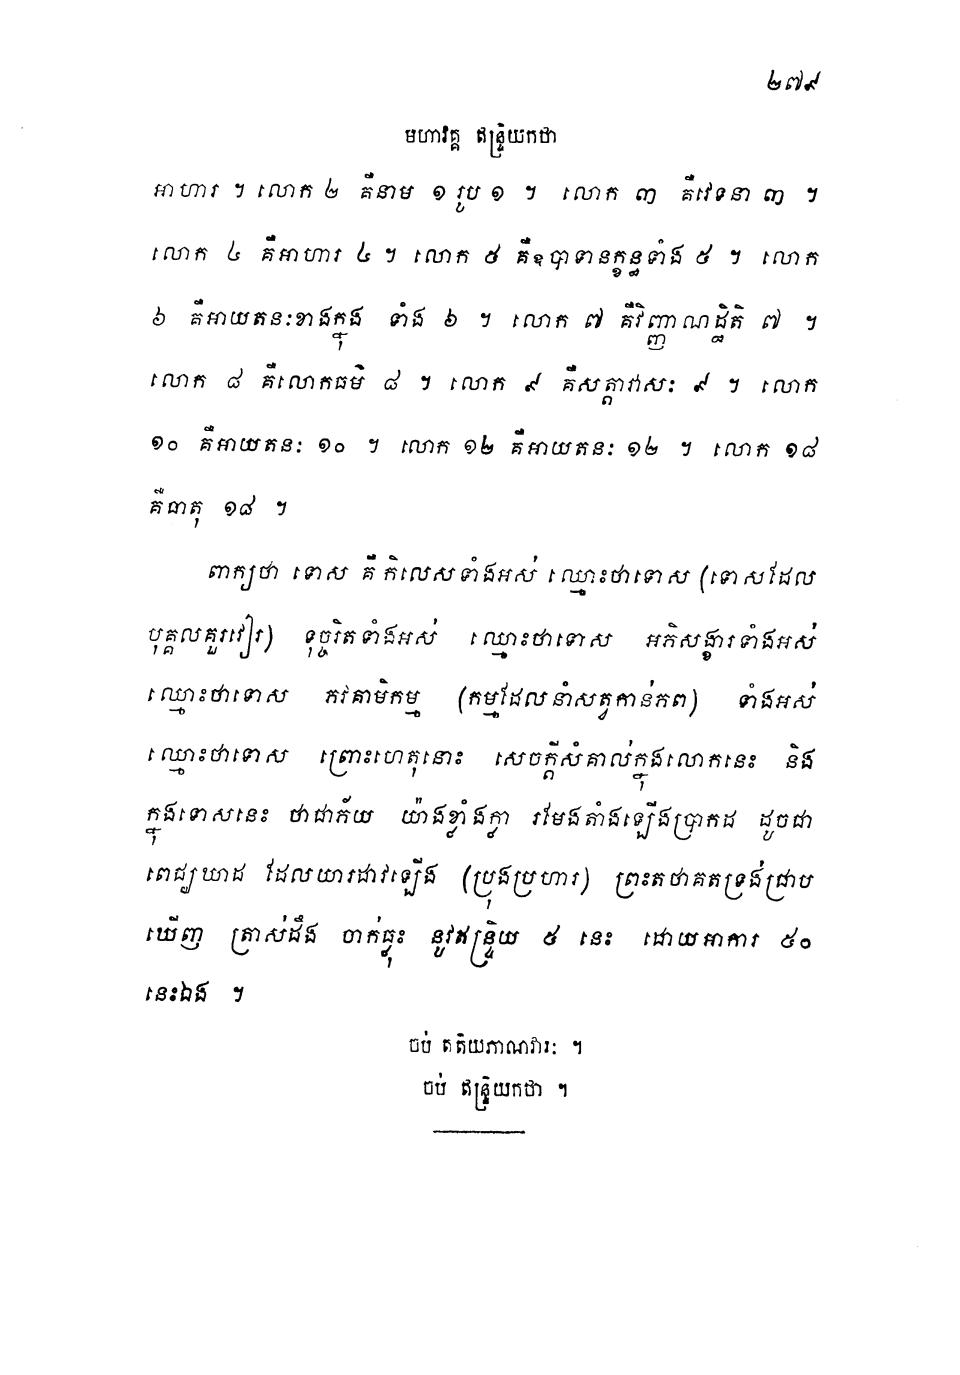 ២៧៩
មហាវគ្គ ឥន្ទ្រិយកថា
អាហារ ។ លោក ២ គឺនាម ១ រូប ១ ។ លោក ៣ គឺវេទនា ៣ ។
លោក ៤ គឺអាហារ ៤ ។ លោក ៥ គឺឧបាទានក្ខន្ធទាំង ៥ ។ លោក
៦ គឺអាយតនៈខាងក្នុង ទាំង ៦ ។ លោក ៧ គឺវិញ្ញាណដ្ឋិតិ ៧ ។
លោក ៨ គឺលោកធម៌ ៨ ។ លោក ៩ គឺសត្តាវាសៈ ៩ ។ លោក
១០ គឺអាយតនៈ ១០ ។ លោក ១២ គឺអាយតនៈ ១២ ។ លោក ១៨
គឺធាតុ ១៨ ។
ពាក្យថា ទោស គឺ កិលេសទាំងអស់ ឈ្មោះថាទោស (ទោសដែល
បុគ្គលគួរវៀរ) ទុច្ចរិតទាំងអស់ ឈ្មោះថាទោស អភិសង្ខារទាំងអស់
ឈ្មោះថាទោស ភវគាមិកម្ម (កម្មដែលនាំសត្វកាន់ភព) ទាំងអស់
ឈ្មោះថាទោស ព្រោះហេតុនោះ សេចក្តីសំគាល់ក្នុងលោកនេះ និង
ក្នុងទោសនេះ ថាជាភ័យ យ៉ាងខ្លាំងក្លា រមែងតាំងឡើងប្រាកដ ដូចជា
ពេជ្ឈឃាដ ដែលយារដាវឡើង (ប្រុងប្រហារ) ព្រះតថាគតទ្រង់ជ្រាប
ឃើញ ត្រាស់ដឹង ចាក់ធ្លុះ នូវឥន្ទ្រិយ ៥ នេះ ដោយអាការ ៥០
នេះឯង ។
ចប់ តតិយភាណវារៈ ។
ចប់ ឥន្ទ្រិយកថា ។